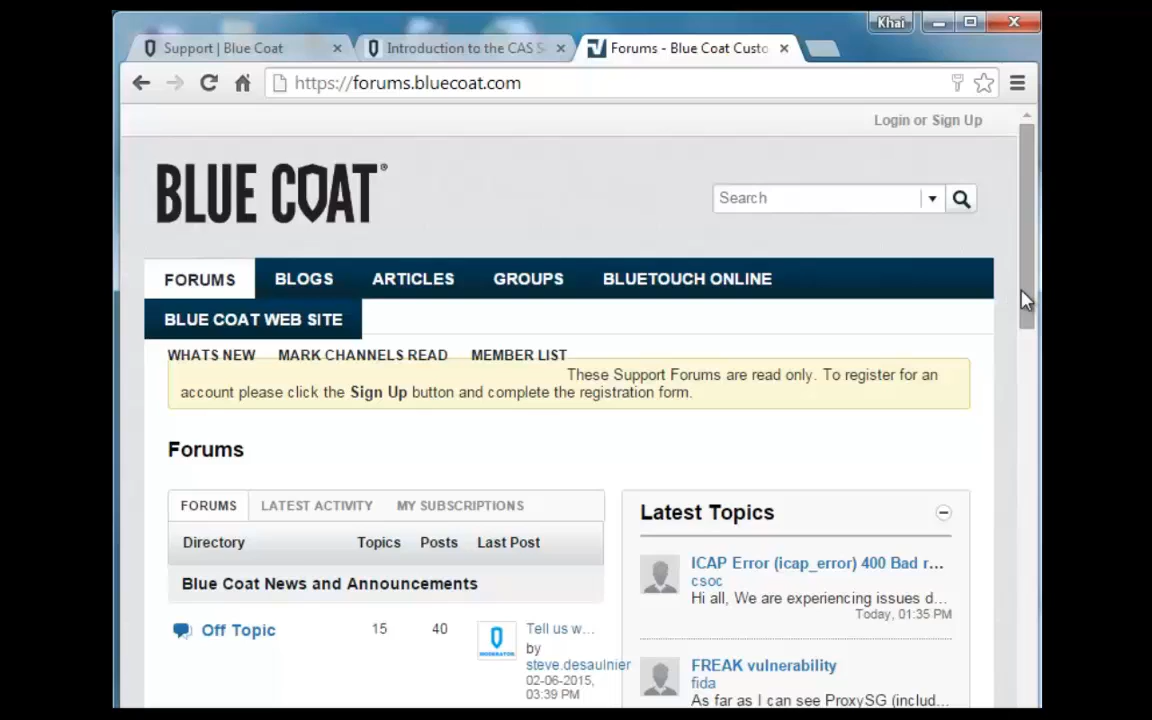 Khai
Support | Blue Coat
Introduction to the CAS S
Forums - Blue Coat Custo
https://forums.bluecoat.com
Login or Sign Up
BLUE COAT®
Search
FORUMS BLOGS ARTICLES GROUPS BLUETOUCH ONLINE
BLUE COAT WEB SITE
WHATS NEW MARK CHANNELS READ MEMBER LIST
These Support Forums are read only. To register for an
account please click the Sign Up button and complete the registration form.
Forums
FORUMS LATEST ACTIVITY MY SUBSCRIPTIONS
Directory Topics Posts Last Post
Blue Coat News and Announcements
Off Topic 15 40 Tell us w...
by
steve.desaulnier
02-06-2015,
03:39 PM
MODERATOR
Latest Topics
ICAP Error (icap_error) 400 Bad r...
csoc
Hi all, We are experiencing issues d...
Today, 01:35 PM
FREAK vulnerability
fida
As far as I can see ProxySG (includ...